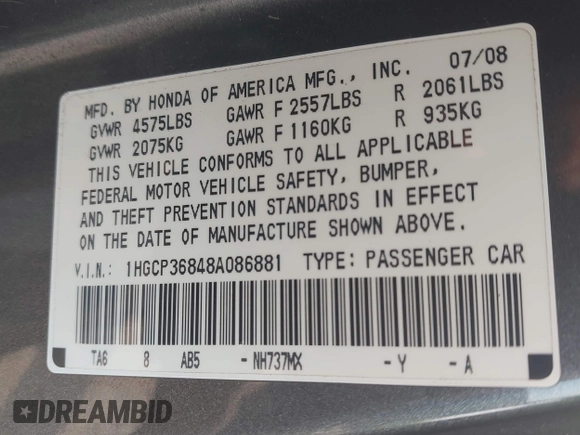 MFD. BY HONDA OF AMERICA MFG., INC. 07/08
GVWR 4575LBS GAWR F 2557LBS R 2061LBS
GVWR 2075KG GAWR F 1160KG R 935KG
THIS VEHICLE CONFORMS TO ALL APPLICABLE
FEDERAL MOTOR VEHICLE SAFETY, BUMPER,
AND THEFT PREVENTION STANDARDS IN EFFECT
ON THE DATE OF MANUFACTURE SHOWN ABOVE.
V.I.N.: 1HGCP36848A086881 TYPE: PASSENGER CAR
TA6 8 AB5 - NH737MX - Y - A
DREAMBID